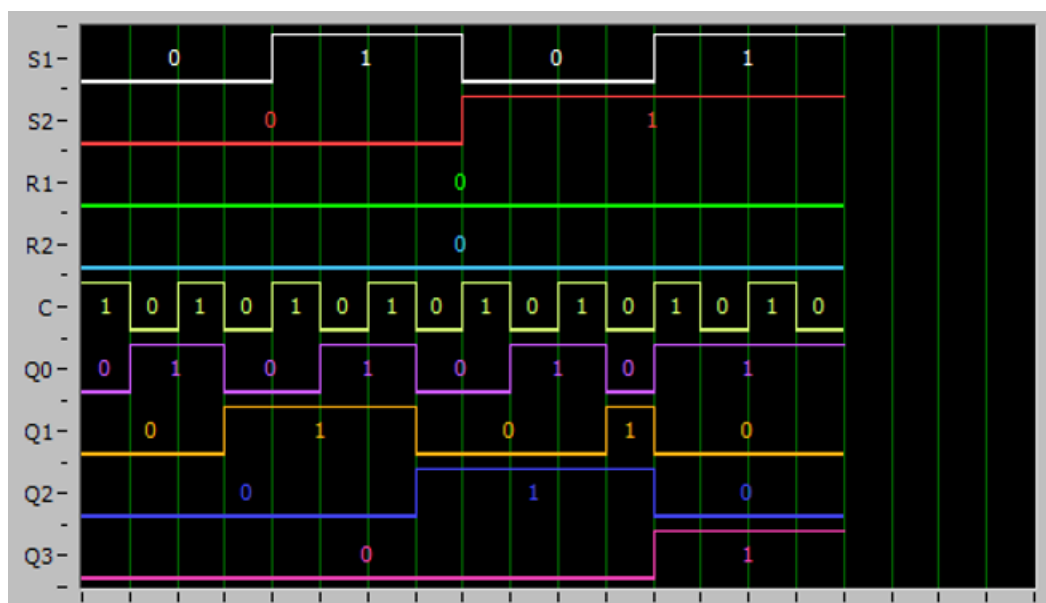 S1- 0 1 0 1
S2- 0 1
R1- 0
R2- 0
C- 1 0 1 0 1 0 1 0 1 0 1 0 1 0 1 0
Q0- 0 1 0 1 0 1 0 1
Q1- 0 1 0 1 0
Q2- 0 1 0
Q3- 0 1